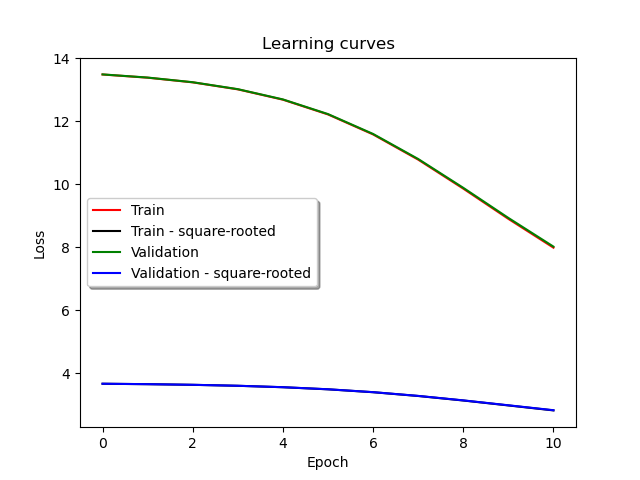 Learning curves
14
12
10
8
6
4
Loss
Train
Train - square-rooted
Validation
Validation - square-rooted
0 2 4 6 8 10
Epoch